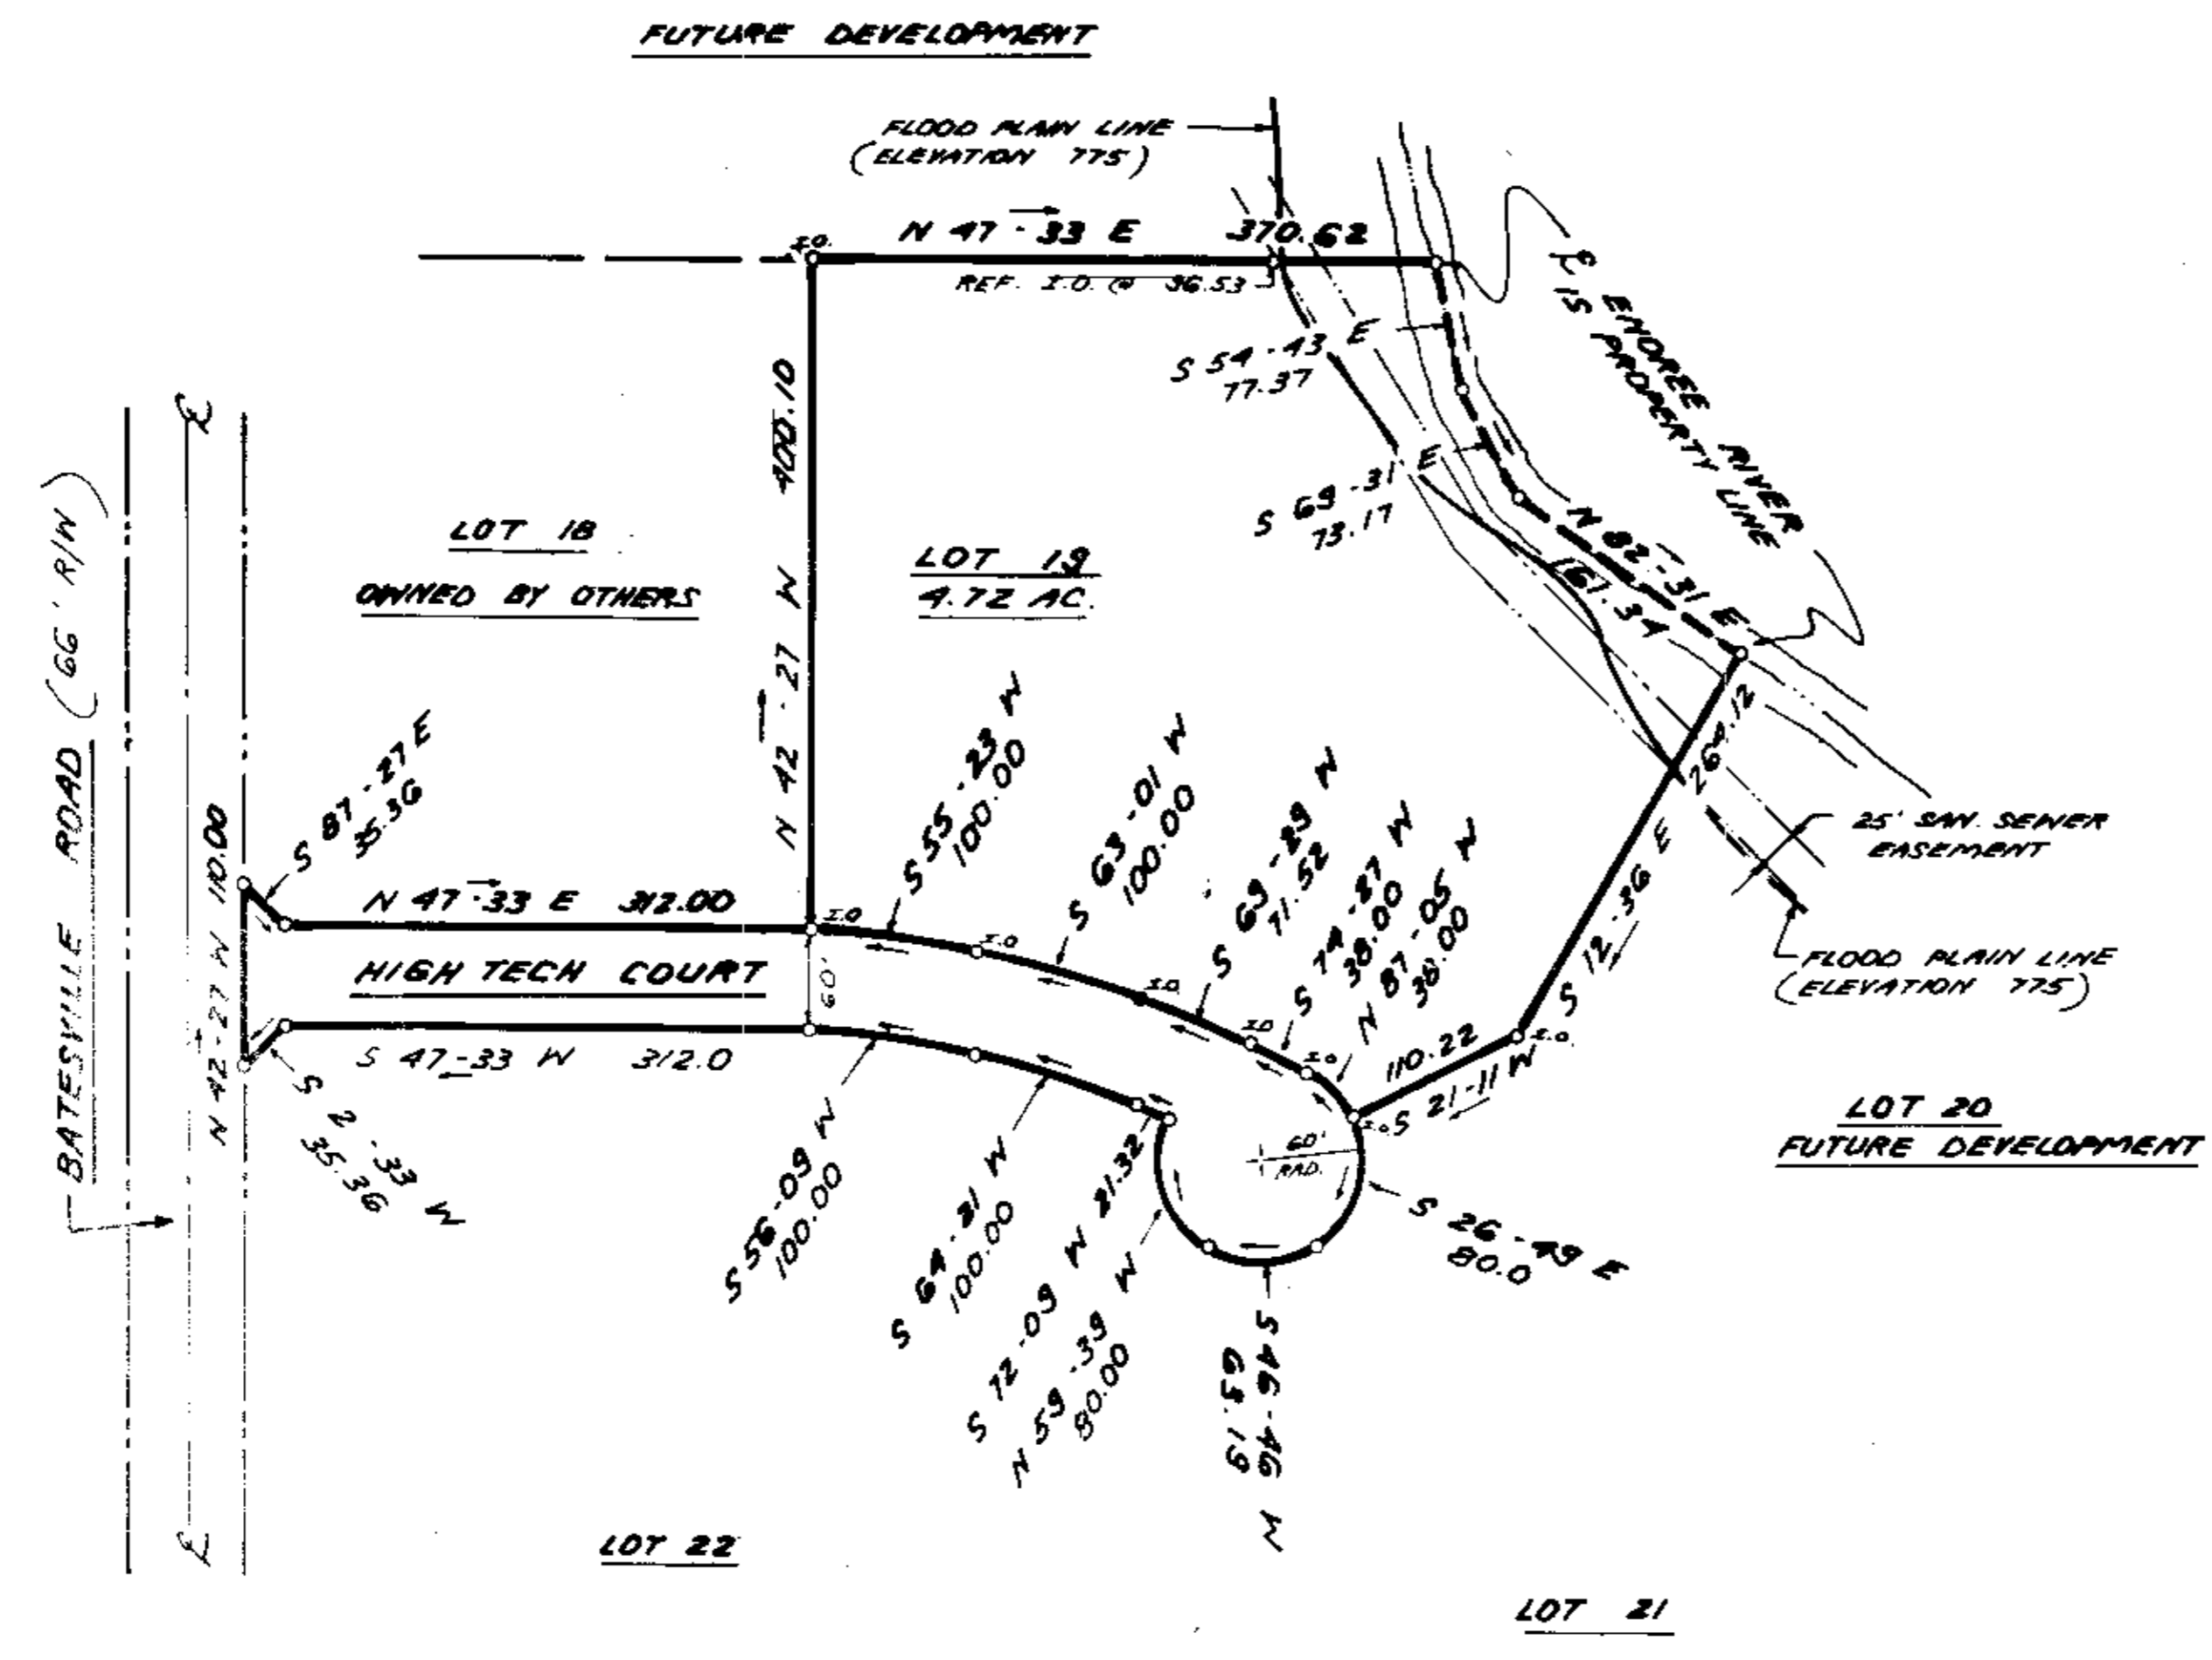 FUTURE DEVELOPMENT
FLOOD PLAIN LINE
(ELEVATION 775)
N 47-33 E 370.62
I.O.
REF. I.O. @ 96.53
℄ IS PROPERTY LINE
ENOREE RIVER
S 54-43 E
77.37
S 69-31 E
73.17
N 82-31 E
161.34
℄
400.10
N 42-27 W
LOT 18
OWNED BY OTHERS
LOT 19
4.72 AC.
BATESVILLE ROAD (66' R/W)
S 87-27 E
35.36
N 42-27 W 110.00
N 47-33 E 312.00
I.O
HIGH TECH COURT
60'
S 47-33 W 312.0
S 2-33 W
35.36
S 55-23 W
100.00
I.O
S 63-01 W
100.00
I.O.
S 69-29 W
71.52
I.O
S 74-27 W
38.00
I.O
N 87-05 W
38.00
I.O.
264.12
S 12-36 E
25' SAN. SEWER
EASEMENT
FLOOD PLAIN LINE
(ELEVATION 775)
110.22
S 21-11 W
I.O.
LOT 20
FUTURE DEVELOPMENT
60'
RAD.
S 26-49 E
80.0
S 56-09 W
100.00
S 64-21 W
100.00
S 72-09 W 21.32
N 59-39 W
80.00
S 46-46 W
65.19
℄
LOT 22
LOT 21